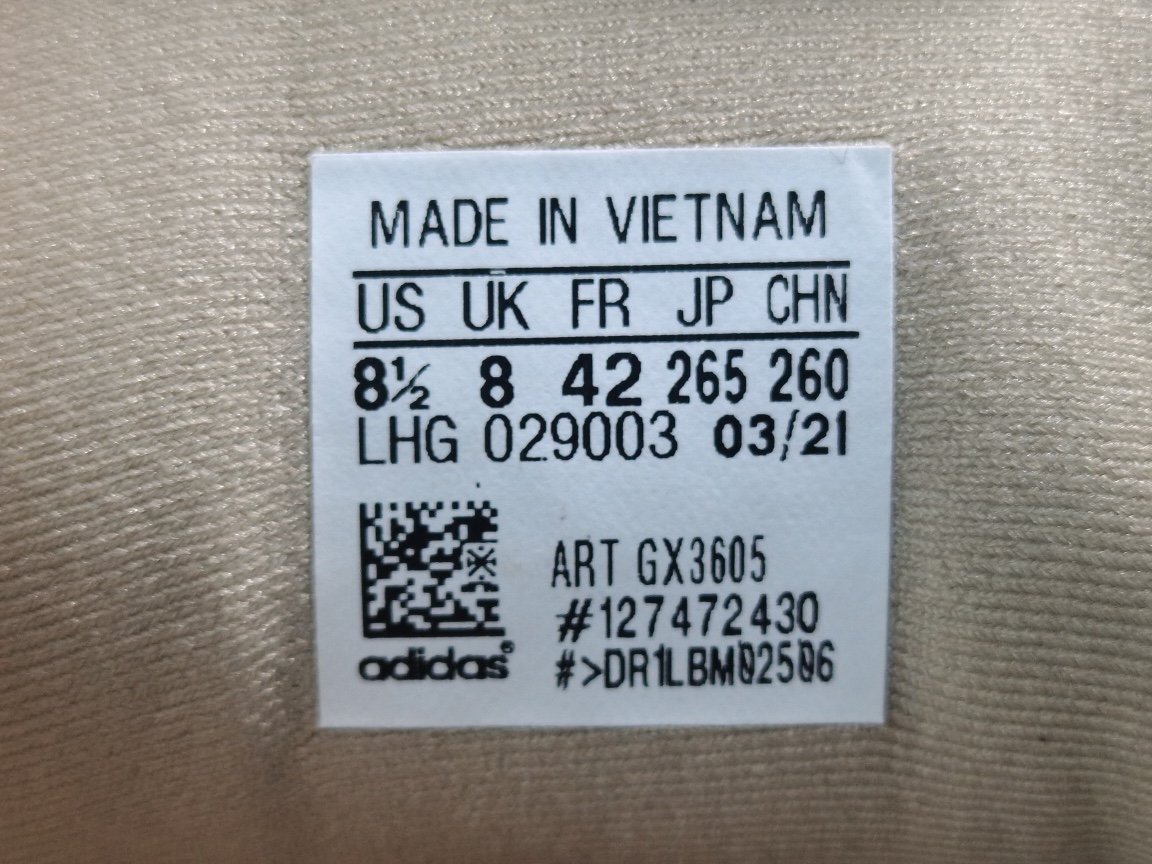 MADE IN VIETNAM
US UK FR JP CHN
8½ 8 42 265 260
LHG 029003 03/21
ART GX3605
#127472430
adidas® #>DR1LBM02506